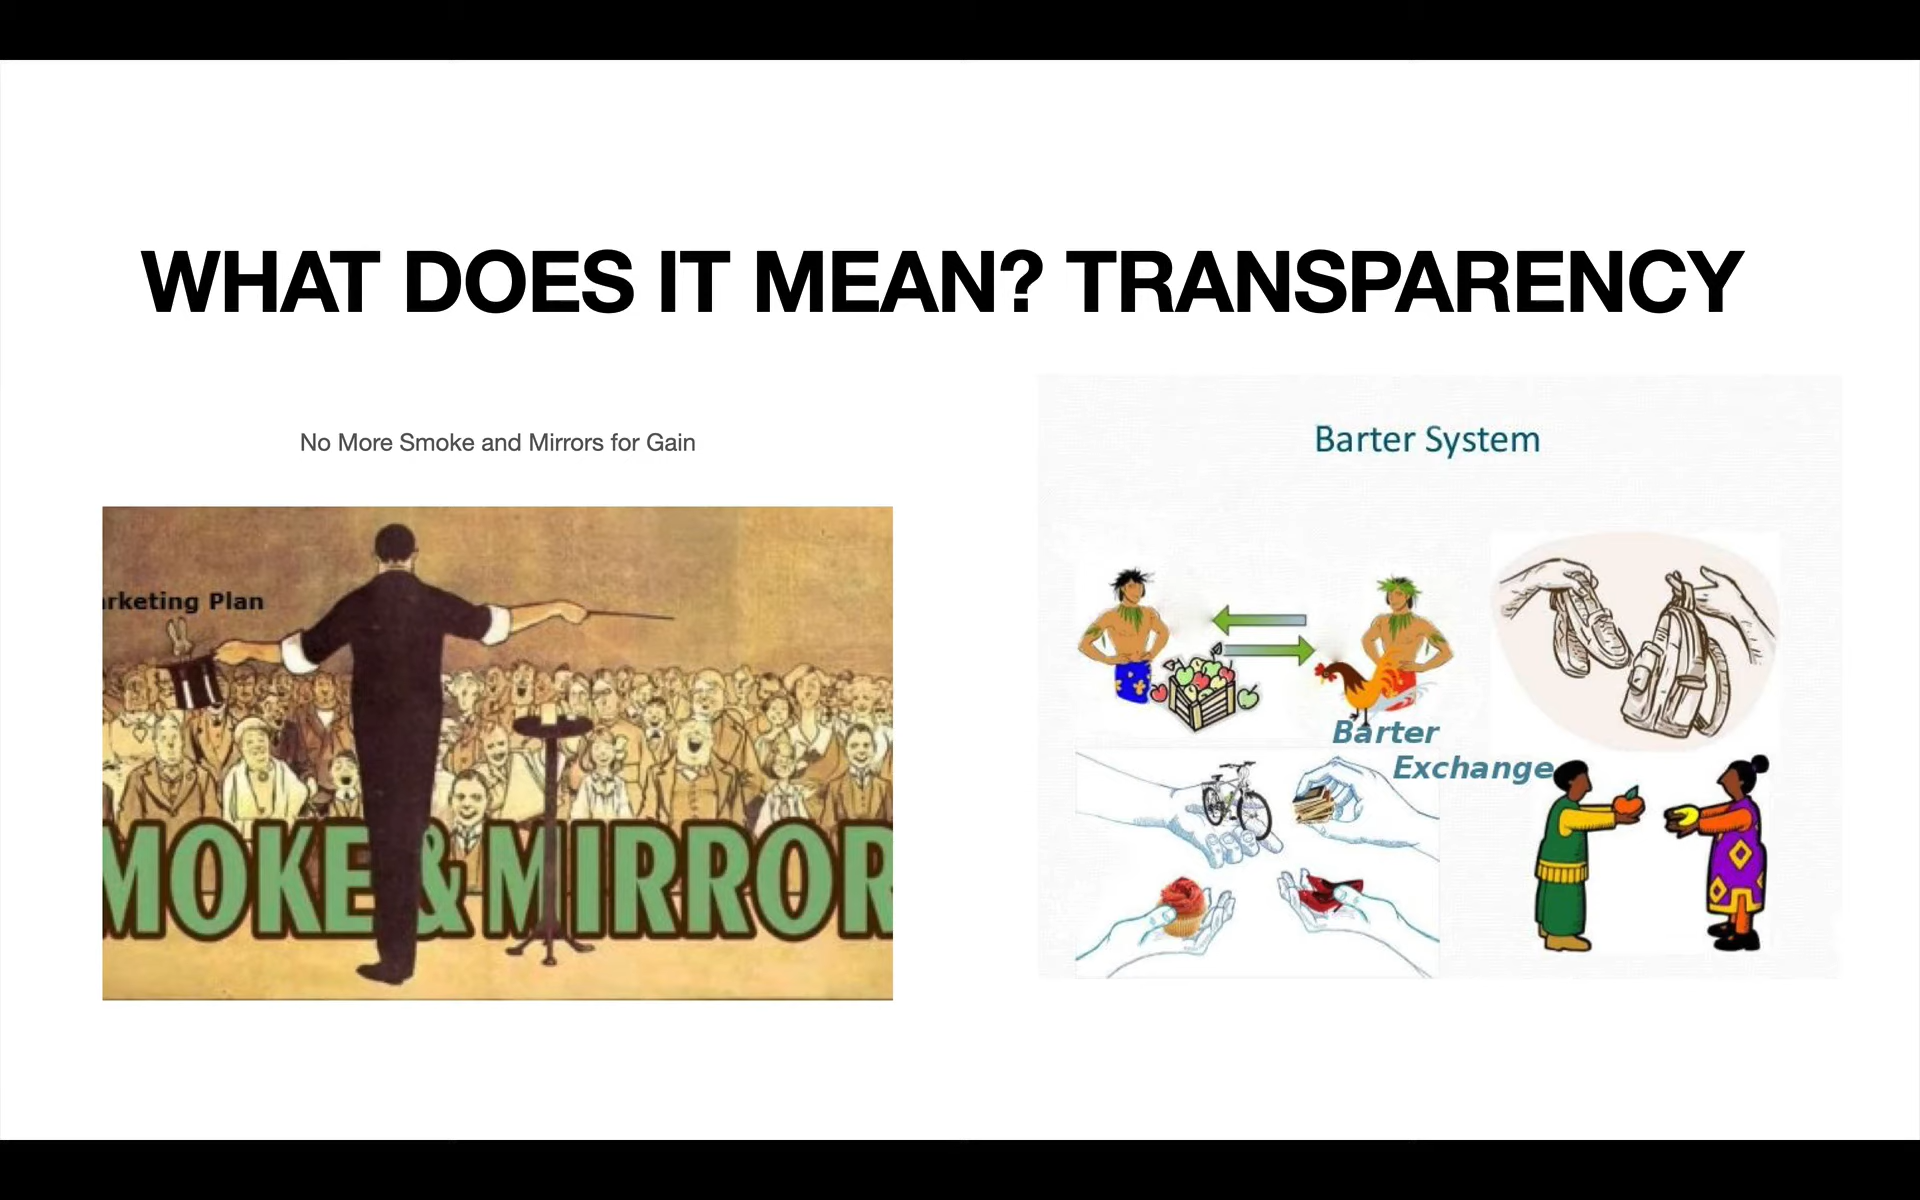 WHAT DOES IT MEAN? TRANSPARENCY
No More Smoke and Mirrors for Gain
rketing Plan
MOKE & MIRROR
Barter System
Barter
Exchange